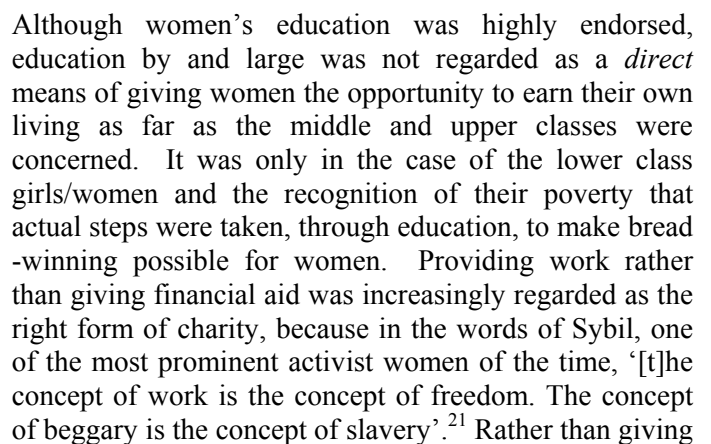 Although women’s education was highly endorsed,
education by and large was not regarded as a direct
means of giving women the opportunity to earn their own
living as far as the middle and upper classes were
concerned. It was only in the case of the lower class
girls/women and the recognition of their poverty that
actual steps were taken, through education, to make bread
-winning possible for women. Providing work rather
than giving financial aid was increasingly regarded as the
right form of charity, because in the words of Sybil, one
of the most prominent activist women of the time, ‘[t]he
concept of work is the concept of freedom. The concept
of beggary is the concept of slavery’.21 Rather than giving